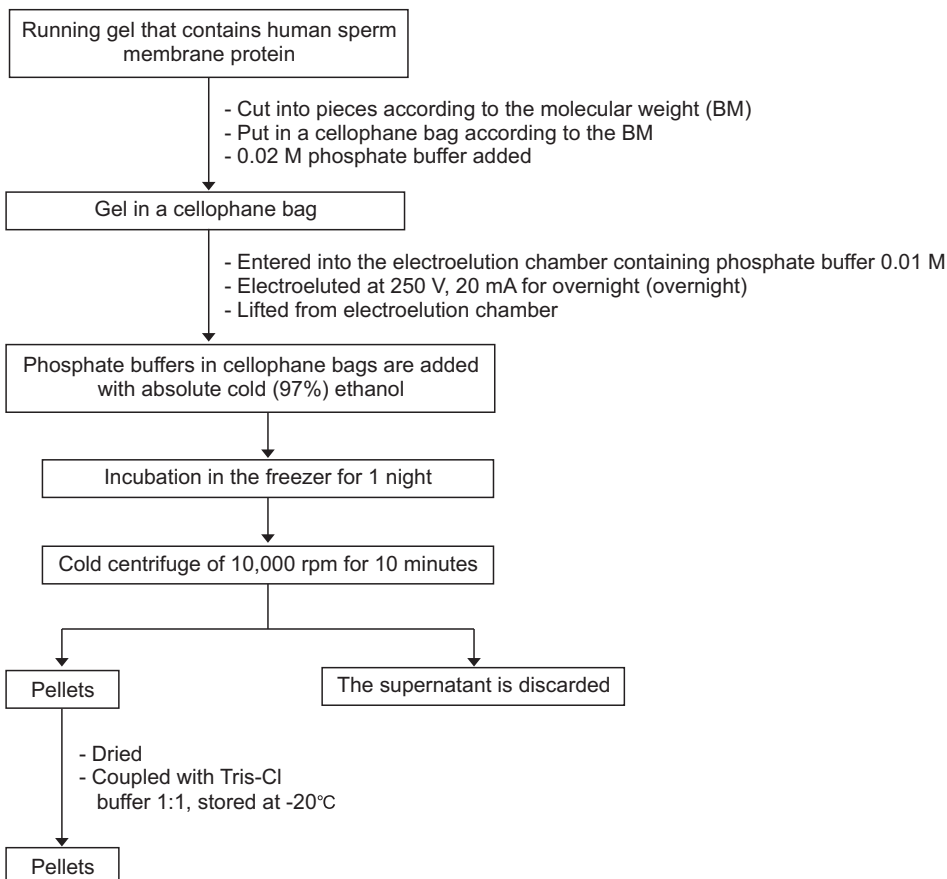 Running gel that contains human sperm
membrane protein
- Cut into pieces according to the molecular weight (BM)
- Put in a cellophane bag according to the BM
- 0.02 M phosphate buffer added
Gel in a cellophane bag
- Entered into the electroelution chamber containing phosphate buffer 0.01 M
- Electroeluted at 250 V, 20 mA for overnight (overnight)
- Lifted from electroelution chamber
Phosphate buffers in cellophane bags are added
with absolute cold (97%) ethanol
Incubation in the freezer for 1 night
Cold centrifuge of 10,000 rpm for 10 minutes
Pellets
The supernatant is discarded
- Dried
- Coupled with Tris-Cl
buffer 1:1, stored at -20℃
Pellets